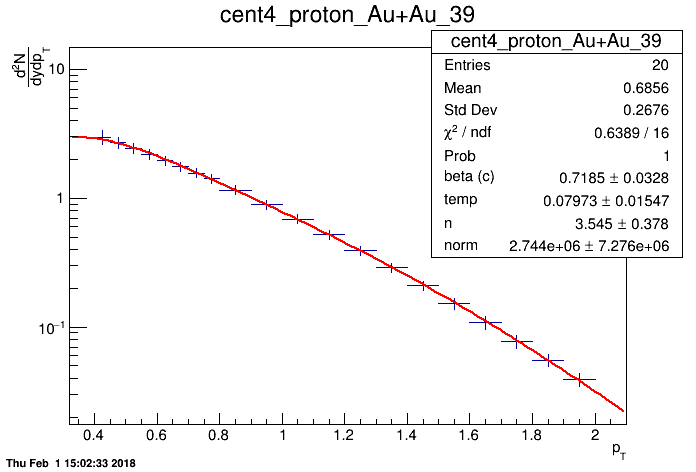 cent4_proton_Au+Au_39
d²N
dydp_T
cent4_proton_Au+Au_39
Entries 20
Mean 0.6856
Std Dev 0.2676
χ² / ndf 0.6389 / 16
Prob 1
beta (c) 0.7185 ± 0.0328
temp 0.07973 ± 0.01547
n 3.545 ± 0.378
norm 2.744e+06 ± 7.276e+06
10
1
10⁻¹
0.4 0.6 0.8 1 1.2 1.4 1.6 1.8 2
p_T
Thu Feb 1 15:02:33 2018